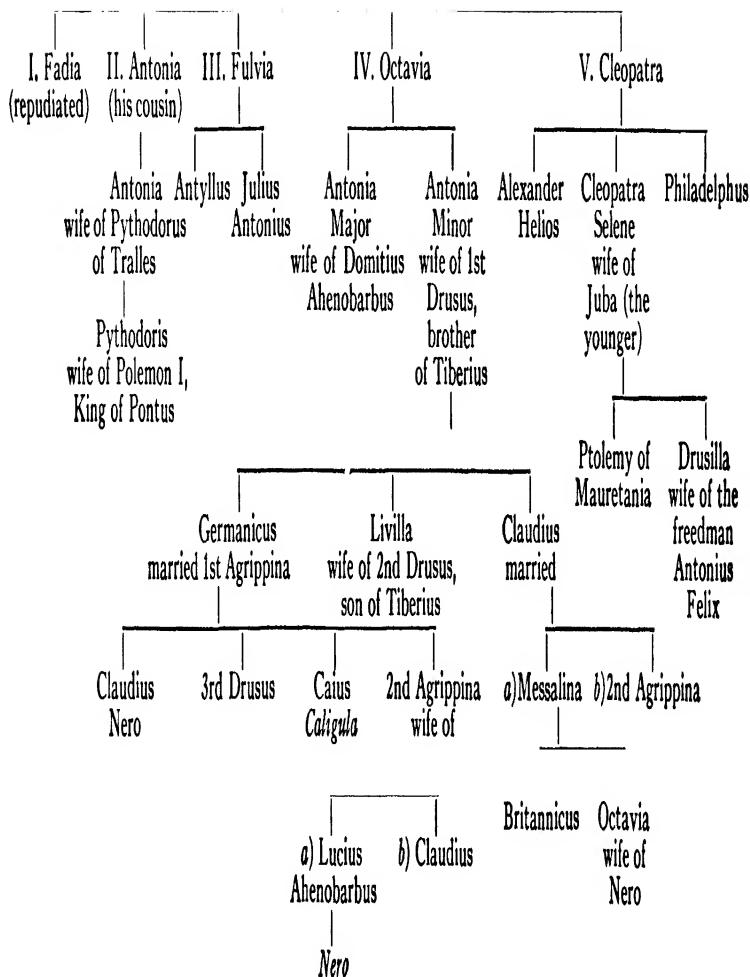 I. Fadia II. Antonia III. Fulvia IV. Octavia V. Cleopatra
(repudiated) (his cousin)
Antonia
wife of Pythodorus
of Tralles
Antyllus
Julius
Antonius
Antonia
Major
wife of Domitius
Ahenobarbus
Antonia
Minor
wife of 1st
Drusus,
brother
of Tiberius
Alexander
Helios
Cleopatra
Selene
wife of
Juba (the
younger)
Philadelphus
Pythodoris
wife of Polemon I,
King of Pontus
Ptolemy of
Mauretania
Drusilla
wife of the
freedman
Antonius
Felix
Germanicus
married 1st Agrippina
Livilla
wife of 2nd Drusus,
son of Tiberius
Claudius
married
Claudius
Nero
3rd Drusus
Caius
Caligula
2nd Agrippina
wife of
a) Messalina
b) 2nd Agrippina
Britannicus
Octavia
wife of
Nero
a) Lucius
Ahenobarbus
b) Claudius
Nero